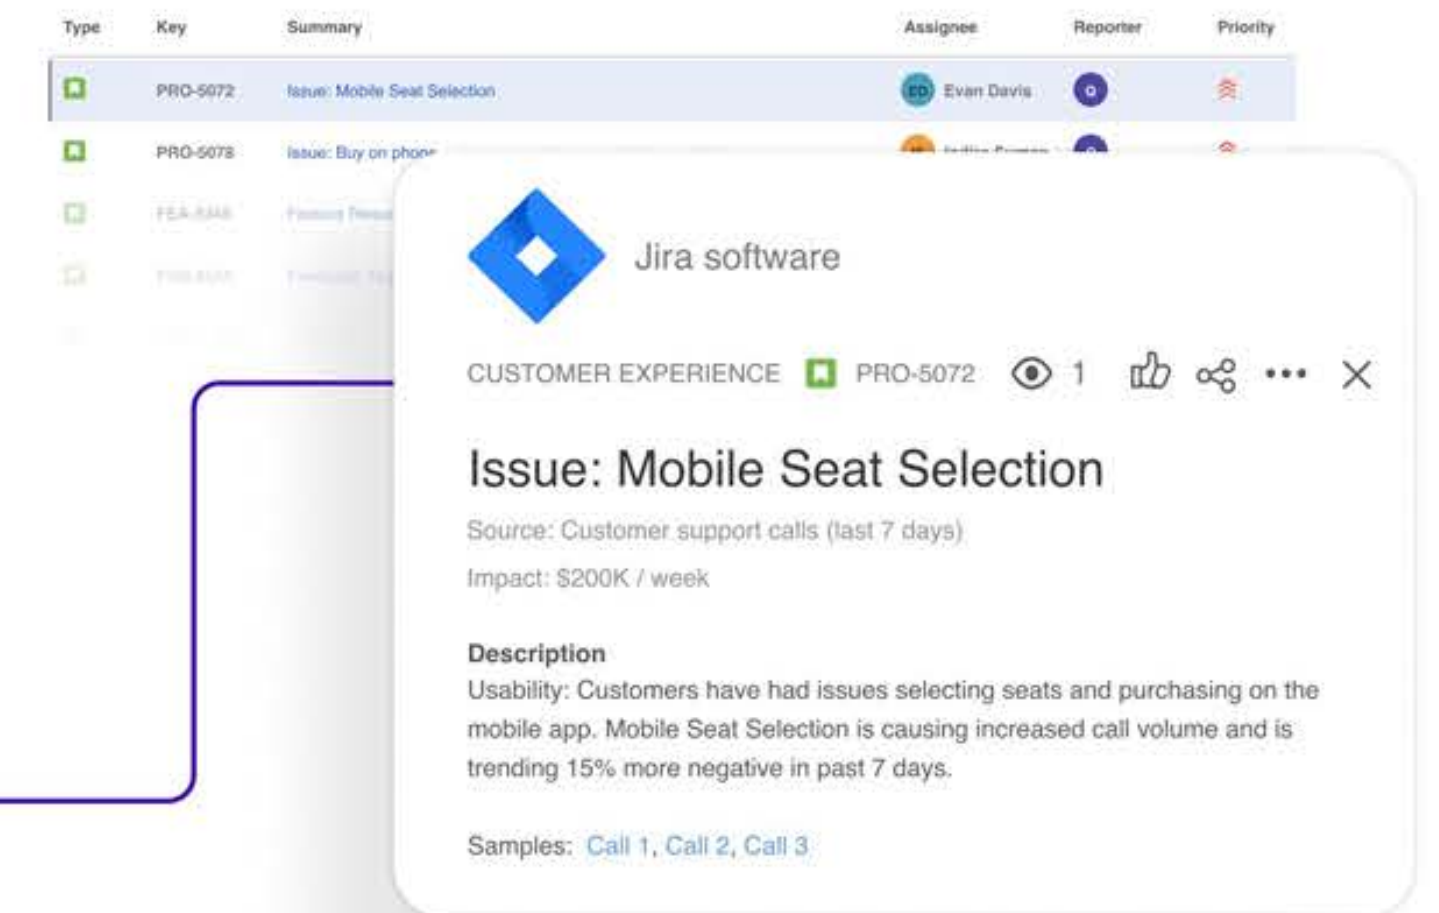 Type Key Summary Assignee Reporter Priority
PRO-5072 Issue: Mobile Seat Selection ED Evan Davis
PRO-5078 Issue: Buy on phone
Jira software
CUSTOMER EXPERIENCE PRO-5072 1
Issue: Mobile Seat Selection
Source: Customer support calls (last 7 days)
Impact: $200K / week
Description
Usability: Customers have had issues selecting seats and purchasing on the
mobile app. Mobile Seat Selection is causing increased call volume and is
trending 15% more negative in past 7 days.
Samples: Call 1, Call 2, Call 3